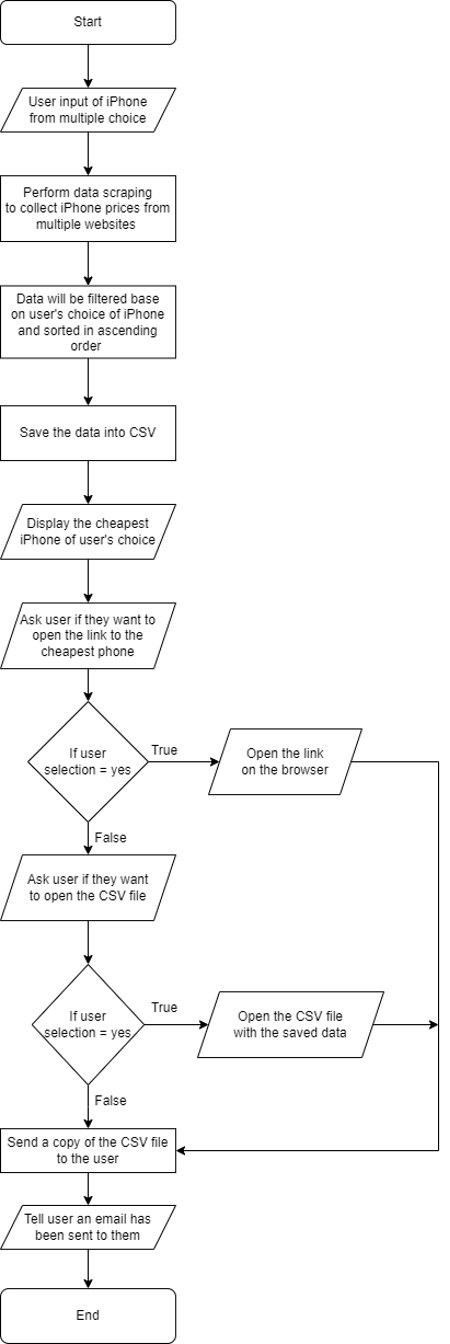 Start
User input of iPhone
from multiple choice
Perform data scraping
to collect iPhone prices from
multiple websites
Data will be filtered base
on user's choice of iPhone
and sorted in ascending
order
Save the data into CSV
Display the cheapest
iPhone of user's choice
Ask user if they want to
open the link to the
cheapest phone
If user
selection = yes
True
Open the link
on the browser
False
Ask user if they want
to open the CSV file
If user
selection = yes
True
Open the CSV file
with the saved data
False
Send a copy of the CSV file
to the user
Tell user an email has
been sent to them
End